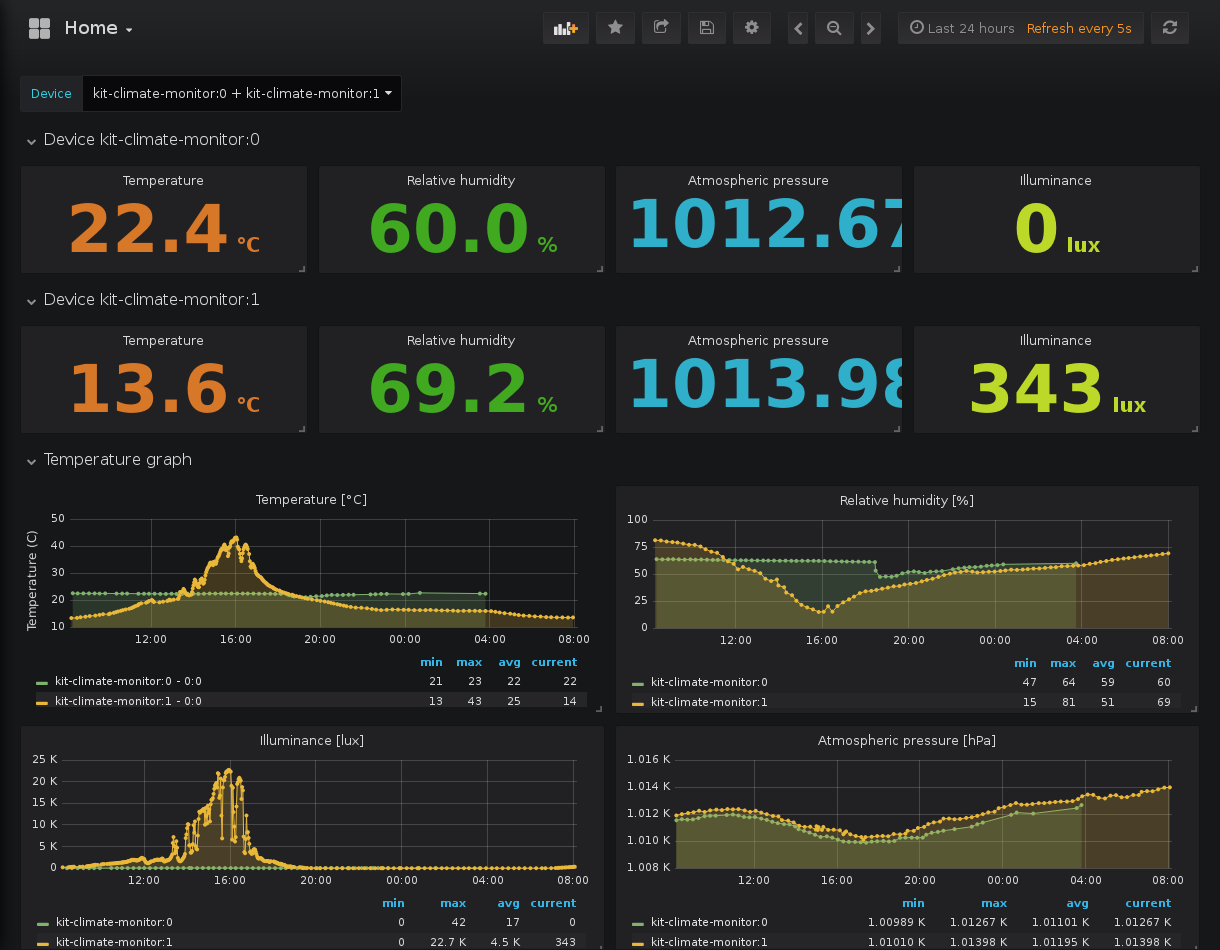 Home
Last 24 hours Refresh every 5s
Device kit-climate-monitor:0 + kit-climate-monitor:1
Device kit-climate-monitor:0
Temperature Relative humidity Atmospheric pressure Illuminance
22.4 °C 60.0 % 1012.67 0 lux
Device kit-climate-monitor:1
Temperature Relative humidity Atmospheric pressure Illuminance
13.6 °C 69.2 % 1013.98 343 lux
Temperature graph
Temperature [°C]
Temperature (C)
50
40
30
20
10
12:00 16:00 20:00 00:00 04:00 08:00
min max avg current
kit-climate-monitor:0 - 0:0 21 23 22 22
kit-climate-monitor:1 - 0:0 13 43 25 14
Relative humidity [%]
100
75
50
25
0
12:00 16:00 20:00 00:00 04:00 08:00
min max avg current
kit-climate-monitor:0 47 64 59 60
kit-climate-monitor:1 15 81 51 69
Illuminance [lux]
25 K
20 K
15 K
10 K
5 K
0
12:00 16:00 20:00 00:00 04:00 08:00
min max avg current
kit-climate-monitor:0 0 42 17 0
kit-climate-monitor:1 0 22.7 K 4.5 K 343
Atmospheric pressure [hPa]
1.016 K
1.014 K
1.012 K
1.010 K
1.008 K
12:00 16:00 20:00 00:00 04:00 08:00
min max avg current
kit-climate-monitor:0 1.00989 K 1.01267 K 1.01101 K 1.01267 K
kit-climate-monitor:1 1.01010 K 1.01398 K 1.01195 K 1.01398 K